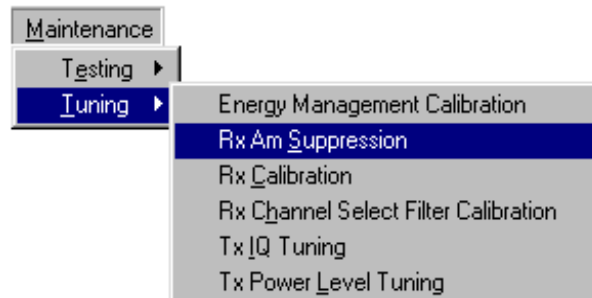 Maintenance
Testing
Tuning
Energy Management Calibration
Rx Am Suppression
Rx Calibration
Rx Channel Select Filter Calibration
Tx IQ Tuning
Tx Power Level Tuning